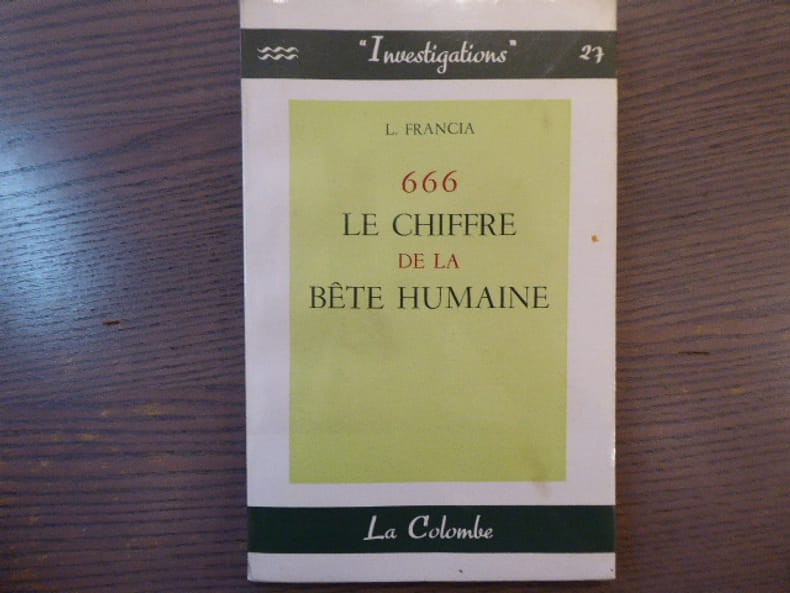 "Investigations" 27
L. FRANCIA
666
LE CHIFFRE
DE LA
BÊTE HUMAINE
La Colombe